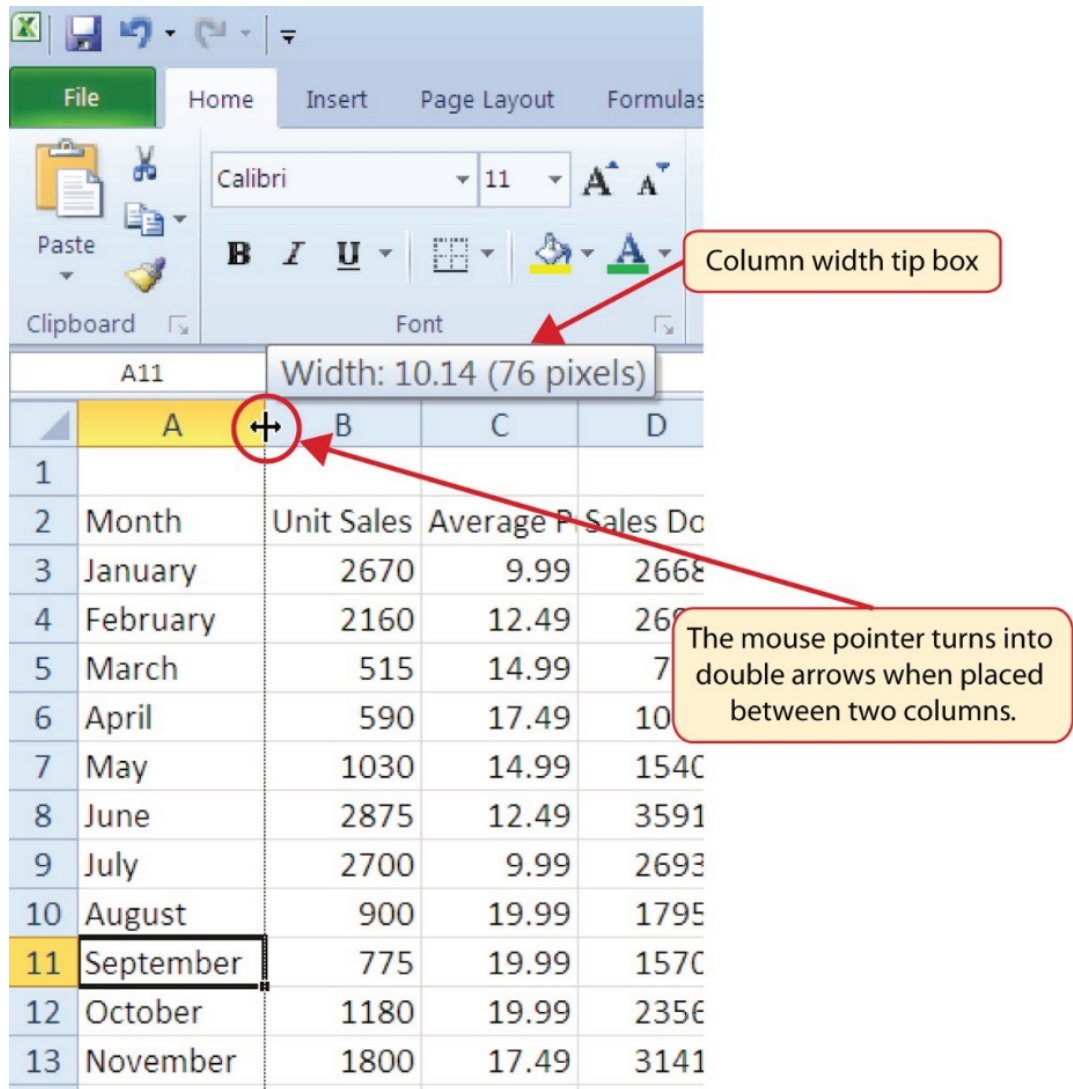 File Home Insert Page Layout Formulas
Calibri 11
Paste B I U A
Column width tip box
Clipboard Font
A11 Width: 10.14 (76 pixels)
A B C D
1
2 Month Unit Sales Average P Sales Do
3 January 2670 9.99 2668
4 February 2160 12.49
5 March 515 14.99 7
The mouse pointer turns into
double arrows when placed
between two columns.
6 April 590 17.49 10
7 May 1030 14.99 1540
8 June 2875 12.49 3591
9 July 2700 9.99 2693
10 August 900 19.99 1795
11 September 775 19.99 1570
12 October 1180 19.99 2356
13 November 1800 17.49 3141